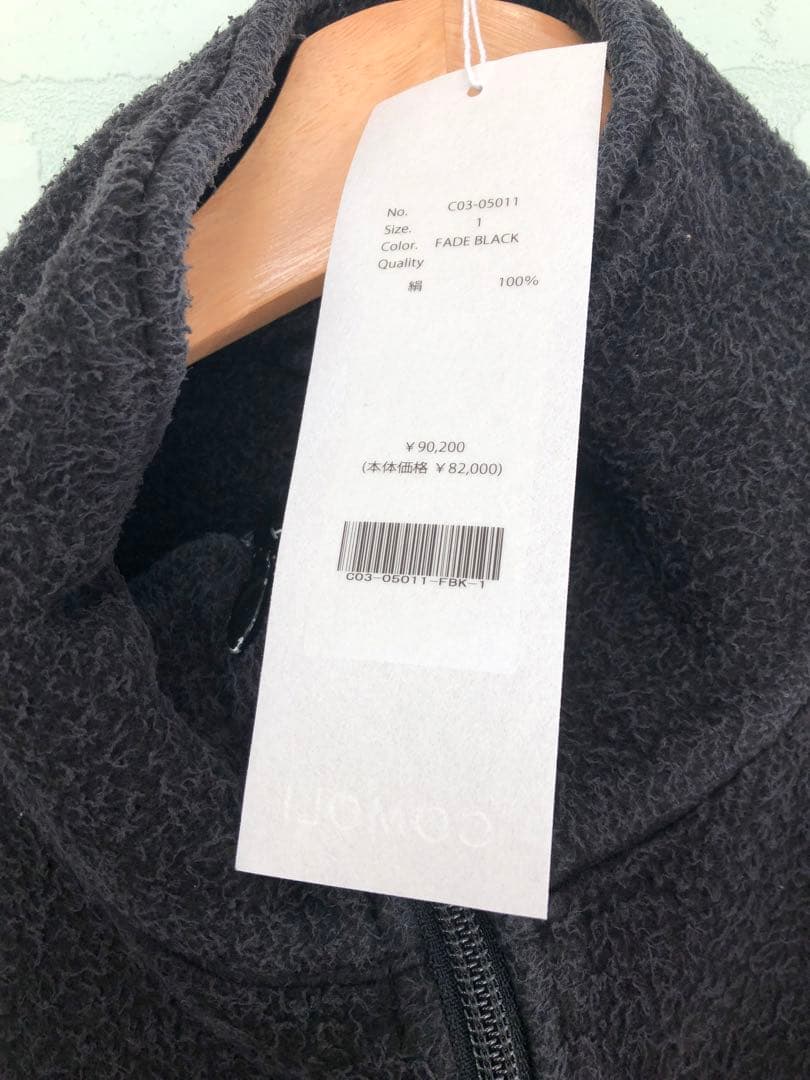 No. C03-05011
Size. 1
Color. FADE BLACK
Quality
絹 100%
¥90,200
(本体価格 ¥82,000)
C03-05011-FBK-1
COMOLI